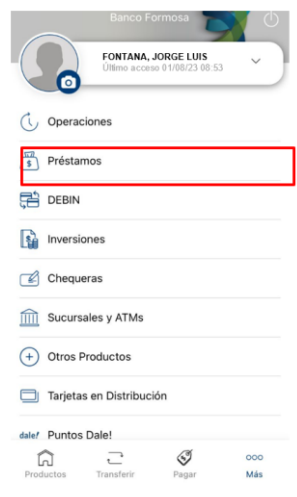 Banco Formosa
FONTANA, JORGE LUIS
Último acceso 01/08/23 08:53
Operaciones
Préstamos
DEBIN
Inversiones
Chequeras
Sucursales y ATMs
Otros Productos
Tarjetas en Distribución
dale! Puntos Dale!
Productos Transferir Pagar Más